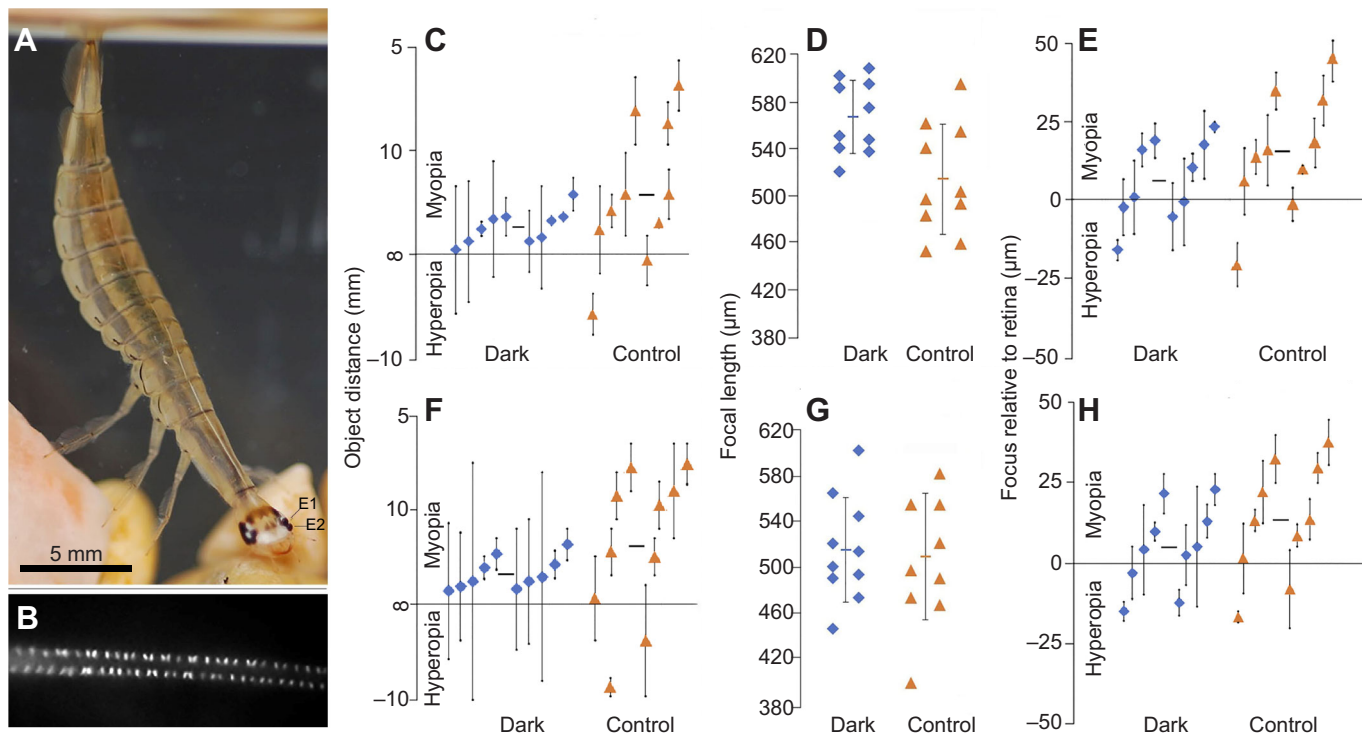 A
E1
E2
5 mm
B
C
Object distance (mm)
Myopia
Hyperopia
5
10
∞
–10
Dark
Control
D
Focal length (µm)
620
580
540
500
460
420
380
Dark
Control
E
Focus relative to retina (µm)
Myopia
Hyperopia
50
25
0
–25
–50
Dark
Control
F
Myopia
Hyperopia
5
10
∞
–10
Dark
Control
G
620
580
540
500
460
420
380
Dark
Control
H
Myopia
Hyperopia
50
25
0
–25
–50
Dark
Control